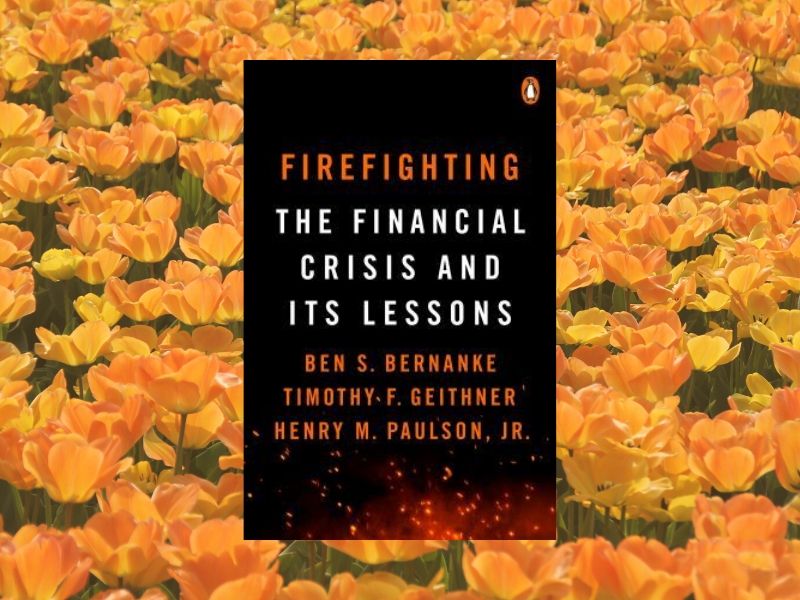 FIREFIGHTING
THE FINANCIAL
CRISIS AND
ITS LESSONS
BEN S. BERNANKE
TIMOTHY F. GEITHNER
HENRY M. PAULSON, JR.